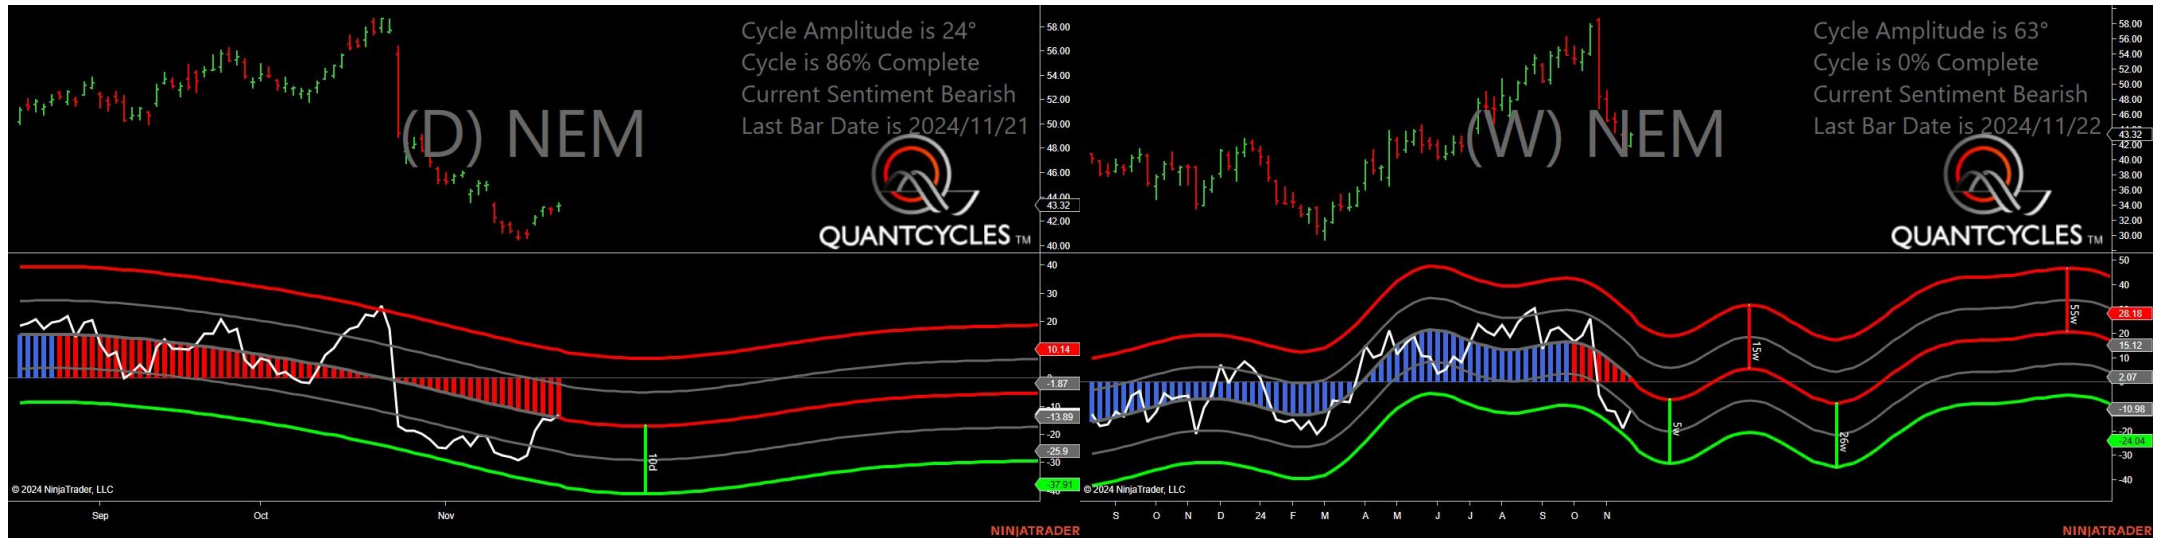 Cycle Amplitude is 24°
Cycle is 86% Complete
Current Sentiment Bearish
Last Bar Date is 2024/11/21
(D) NEM
QUANTCYCLES TM
58.00
56.00
54.00
52.00
50.00
48.00
46.00
44.00
43.32
42.00
40.00
40
30
20
10.14
0
-1.87
-10
-13.89
-20
-25.9
-30
-37.91
-40
10d
© 2024 NinjaTrader, LLC
Sep
Oct
Nov
NINJATRADER
Cycle Amplitude is 63°
Cycle is 0% Complete
Current Sentiment Bearish
Last Bar Date is 2024/11/22
(W) NEM
QUANTCYCLES TM
58.00
56.00
54.00
52.00
50.00
48.00
46.00
43.32
42.00
40.00
38.00
36.00
34.00
32.00
30.00
50
40
28.18
20
15.12
10
2.07
-10.98
-20
-24.04
-30
-40
5w
15w
26w
55w
© 2024 NinjaTrader, LLC
S
O
N
D
24
F
M
A
M
J
J
A
S
O
N
NINJATRADER